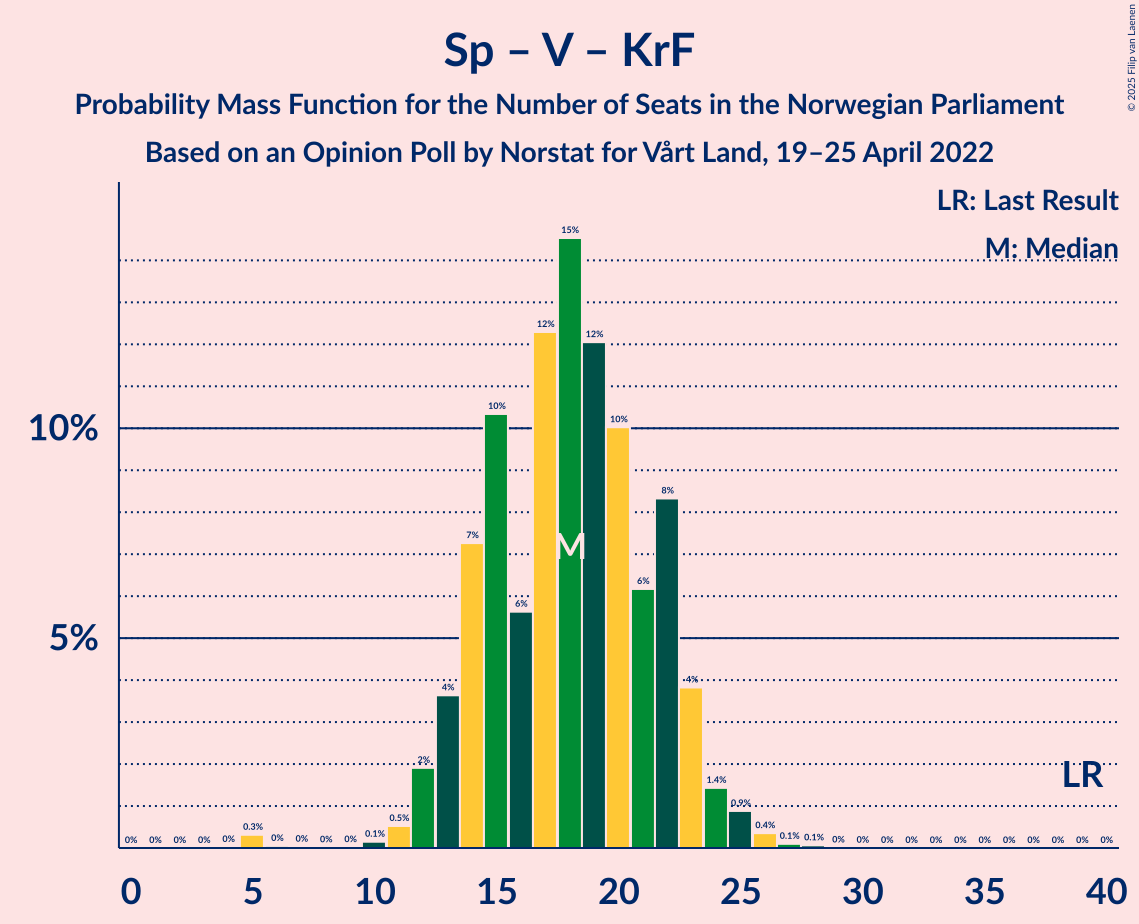 © 2025 Filip van Laenen
Sp – V – KrF
Probability Mass Function for the Number of Seats in the Norwegian Parliament
Based on an Opinion Poll by Norstat for Vårt Land, 19–25 April 2022
LR: Last Result
M: Median
10%
5%
0% 0% 0% 0% 0% 0.3% 0% 0% 0% 0% 0.1% 0.5% 2% 4% 7% 10% 6% 12% 15% 12% 10% 6% 8% 4% 1.4% 0.9% 0.4% 0.1% 0.1% 0% 0% 0% 0% 0% 0% 0% 0% 0% 0% 0% 0%
M
LR
0 5 10 15 20 25 30 35 40